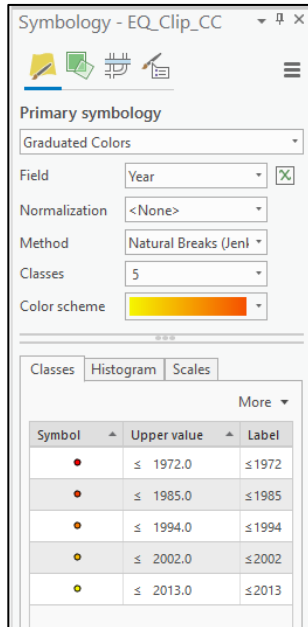 Symbology - EQ_Clip_CC
Primary symbology
Graduated Colors
Field Year
Normalization <None>
Method Natural Breaks (Jenk
Classes 5
Color scheme
Classes Histogram Scales
More
Symbol Upper value Label
≤ 1972.0 ≤1972
≤ 1985.0 ≤1985
≤ 1994.0 ≤1994
≤ 2002.0 ≤2002
≤ 2013.0 ≤2013